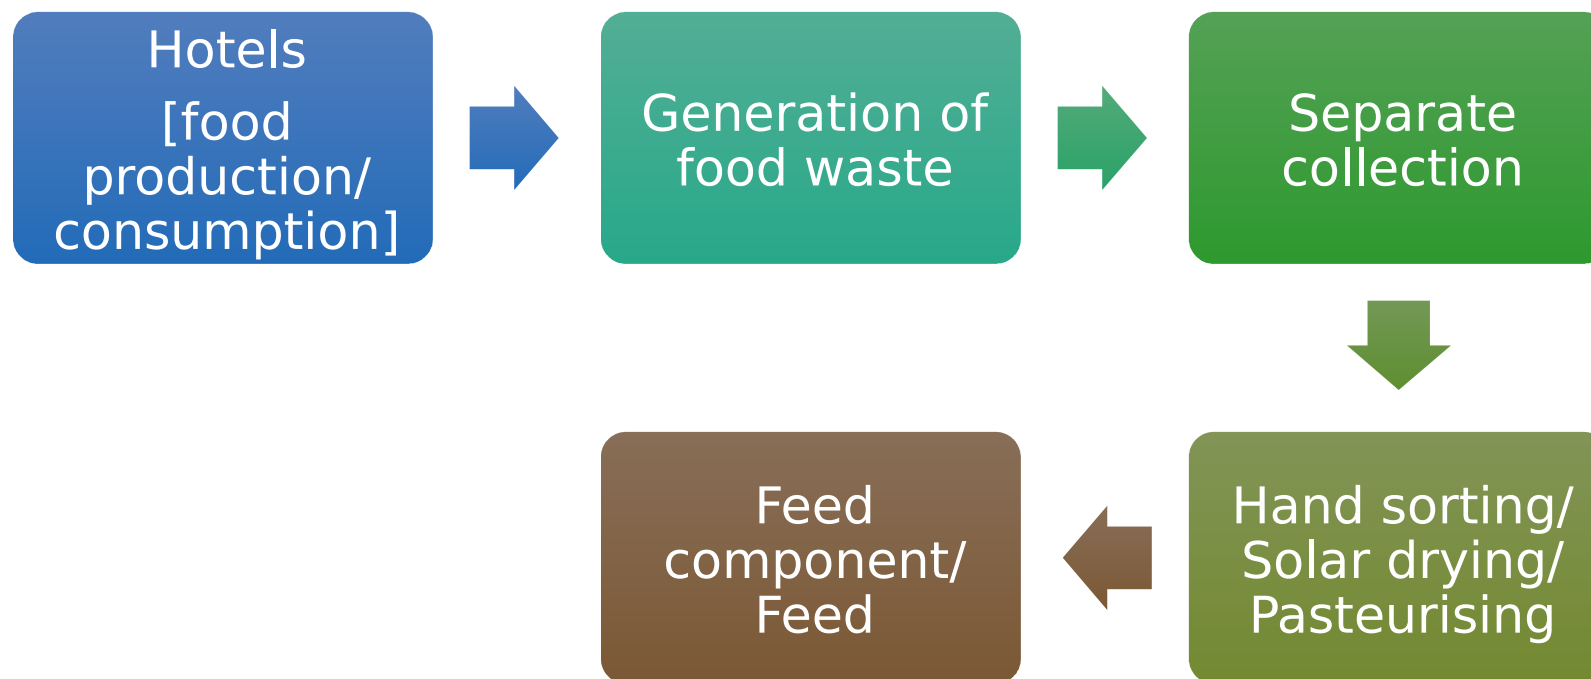 Hotels
[food
production/
consumption]
Generation of
food waste
Separate
collection
Hand sorting/
Solar drying/
Pasteurising
Feed
component/
Feed